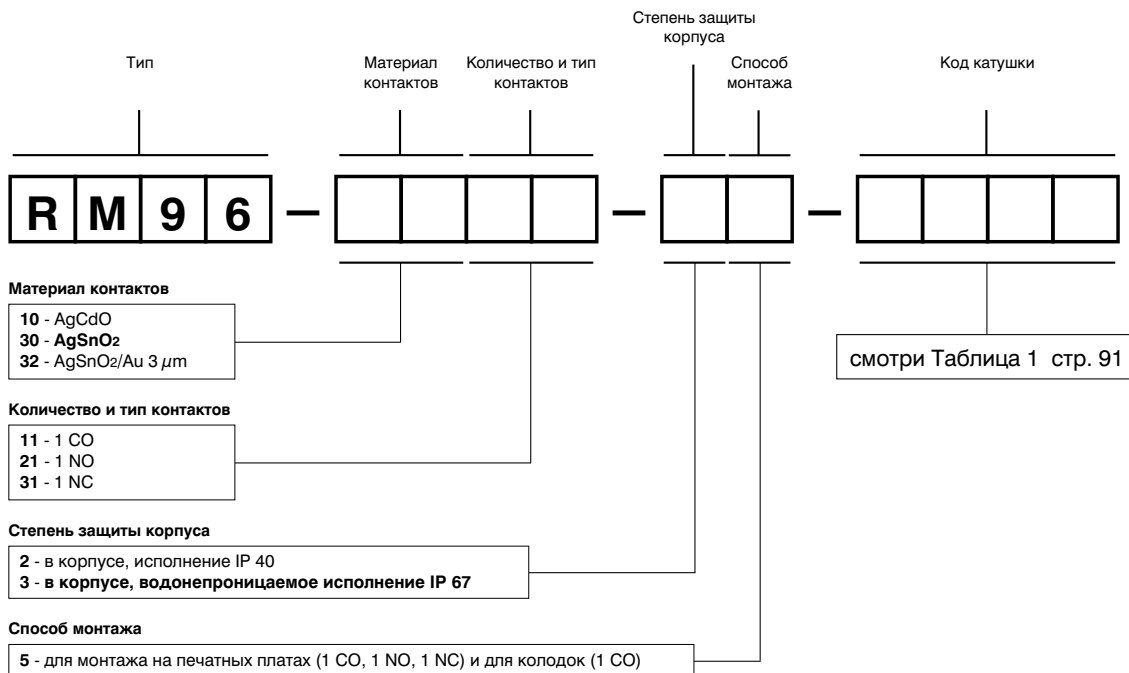 Степень защиты
корпуса
Тип
Материал
контактов
Количество и тип
контактов
Способ
монтажа
Код катушки
R M 9 6 — — —
Материал контактов
10 - AgCdO
30 - AgSnO2
32 - AgSnO2/Au 3 μm
смотри Таблица 1 стр. 91
Количество и тип контактов
11 - 1 CO
21 - 1 NO
31 - 1 NC
Степень защиты корпуса
2 - в корпусе, исполнение IP 40
3 - в корпусе, водонепроницаемое исполнение IP 67
Способ монтажа
5 - для монтажа на печатных платах (1 CO, 1 NO, 1 NC) и для колодок (1 CO)